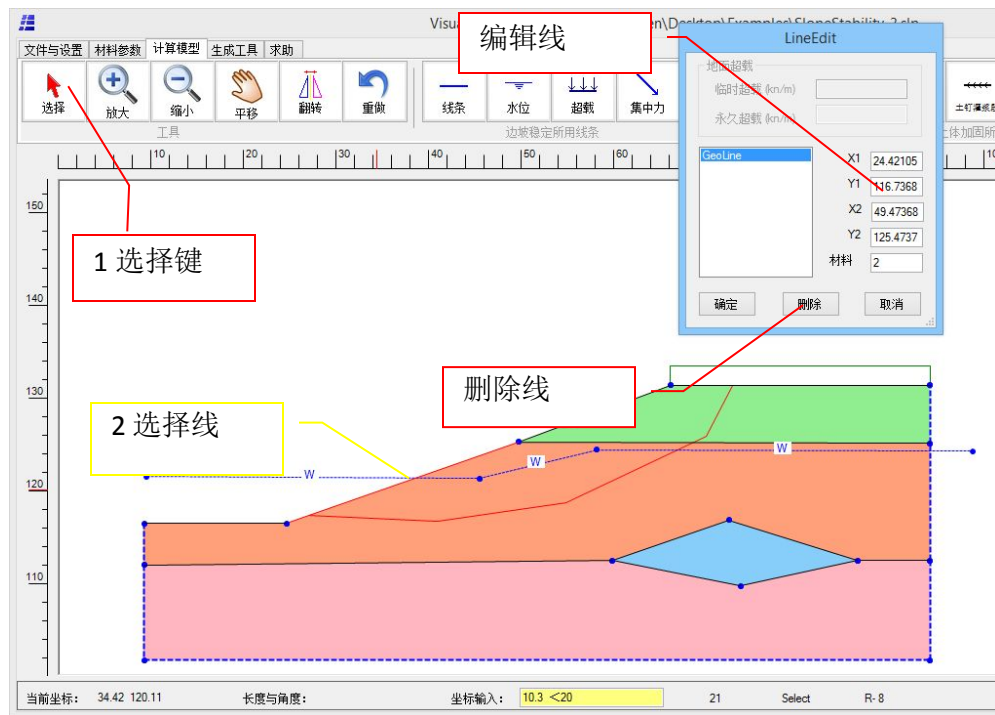 Visu
en\Desktop\Examples\SlopeStability_2.slp
文件与设置 材料参数 计算模型 生成工具 求助
选择 放大 缩小 平移 翻转 重做 线条 水位 超载 集中力
工具 边坡稳定所用线条 土体加固所
10 20 30 40 50 60
150
140
130
120
110
编辑线
1 选择键
2 选择线
删除线
LineEdit
地面超载
临时超载 (kn/m)
永久超载 (kn/m)
GeoLine
X1 24.42105
Y1 116.7368
X2 49.47368
Y2 125.4737
材料 2
确定 删除 取消
W W W
当前坐标: 34.42 120.11 长度与角度: 坐标输入: 10.3 <20 21 Select R- 8